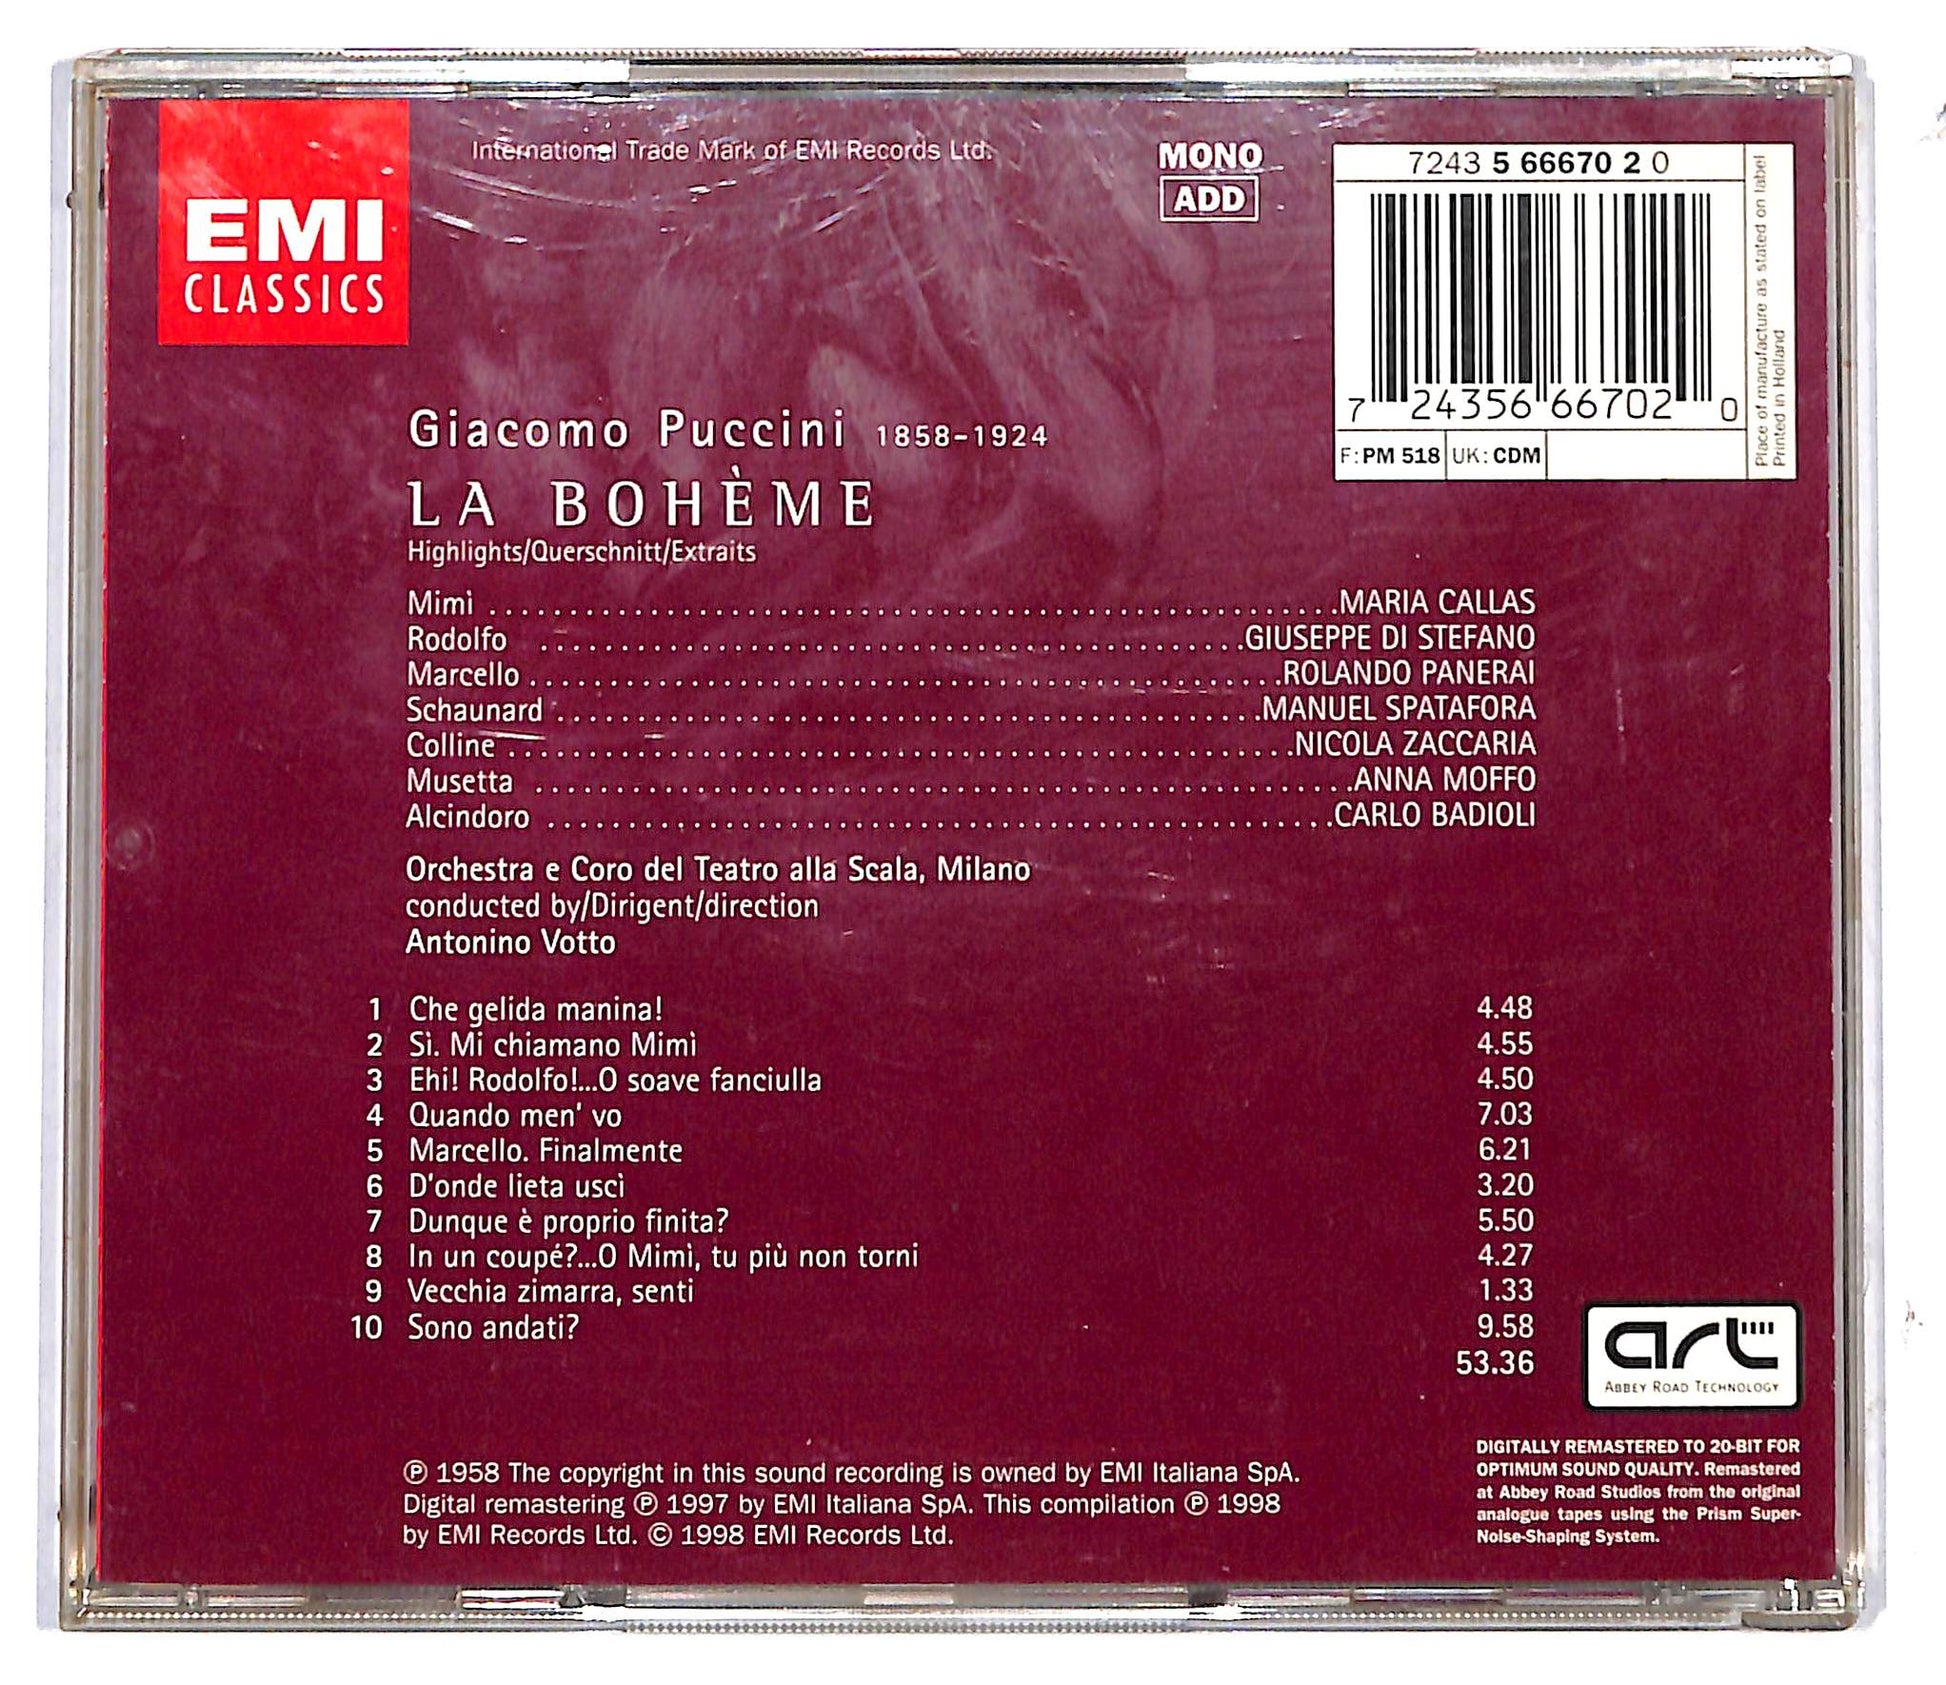 International Trade Mark of EMI Records Ltd.
EMI
CLASSICS
MONO
ADD
7243 5 66670 2 0
7 24356 66702 0
F: PM 518 UK: CDM
Place of manufacture as stated on label
Printed in Holland
Giacomo Puccini 1858-1924
LA BOHÈME
Highlights/Querschnitt/Extraits
Mimì MARIA CALLAS
Rodolfo GIUSEPPE DI STEFANO
Marcello ROLANDO PANERAI
Schaunard MANUEL SPATAFORA
Colline NICOLA ZACCARIA
Musetta ANNA MOFFO
Alcindoro CARLO BADIOLI
Orchestra e Coro del Teatro alla Scala, Milano
conducted by/Dirigent/direction
Antonino Votto
1 Che gelida manina! 4.48
2 Sì. Mi chiamano Mimì 4.55
3 Ehi! Rodolfo!...O soave fanciulla 4.50
4 Quando men' vo 7.03
5 Marcello. Finalmente 6.21
6 D'onde lieta uscì 3.20
7 Dunque è proprio finita? 5.50
8 In un coupé?...O Mimì, tu più non torni 4.27
9 Vecchia zimarra, senti 1.33
10 Sono andati? 9.58
53.36
art
ABBEY ROAD TECHNOLOGY
DIGITALLY REMASTERED TO 20-BIT FOR
OPTIMUM SOUND QUALITY. Remastered
at Abbey Road Studios from the original
analogue tapes using the Prism Super-
Noise-Shaping System.
℗ 1958 The copyright in this sound recording is owned by EMI Italiana SpA.
Digital remastering ℗ 1997 by EMI Italiana SpA. This compilation ℗ 1998
by EMI Records Ltd. © 1998 EMI Records Ltd.